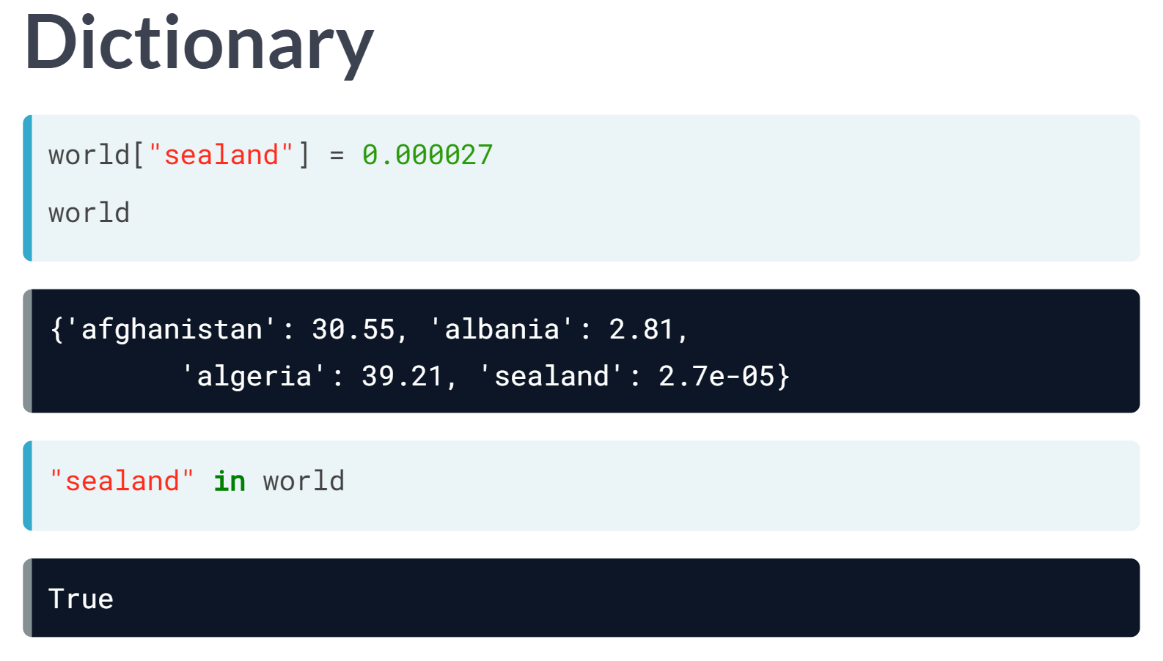 Dictionary
world["sealand"] = 0.000027
world
{'afghanistan': 30.55, 'albania': 2.81,
'algeria': 39.21, 'sealand': 2.7e-05}
"sealand" in world
True